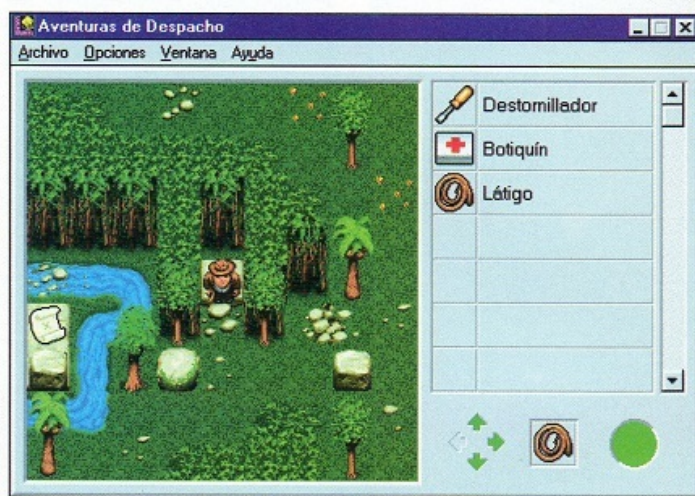 Aventuras de Despacho
Archivo Opciones Ventana Ayuda
Destornillador
Botiquín
Látigo